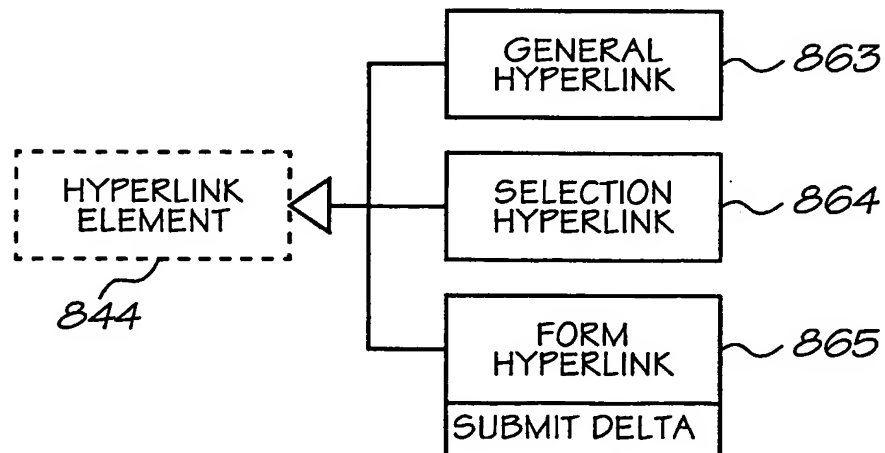 GENERAL
HYPERLINK
863
HYPERLINK
ELEMENT
844
SELECTION
HYPERLINK
864
FORM
HYPERLINK
865
SUBMIT DELTA